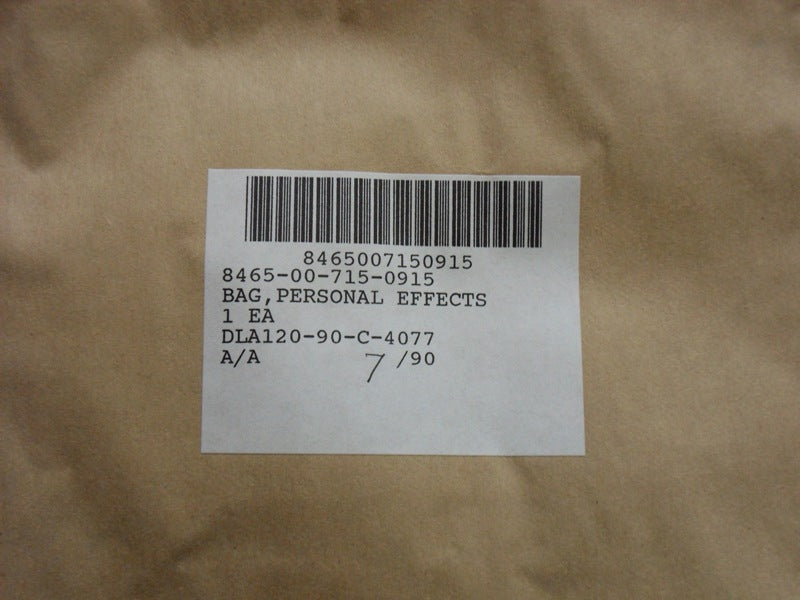 8465007150915
8465-00-715-0915
BAG,PERSONAL EFFECTS
1 EA
DLA120-90-C-4077
A/A 7 /90